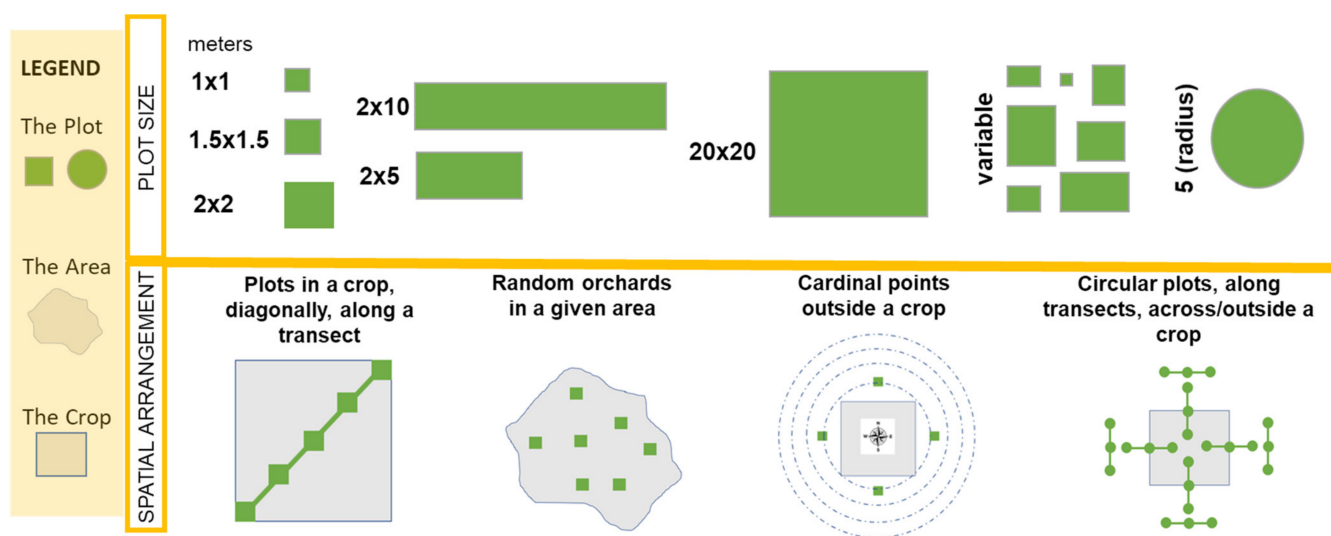 LEGEND
The Plot
The Area
The Crop
PLOT SIZE
meters
1x1
1.5x1.5
2x2
2x10
2x5
20x20
variable
5 (radius)
SPATIAL ARRANGEMENT
Plots in a crop,
diagonally, along a
transect
Random orchards
in a given area
Cardinal points
outside a crop
N
W
E
S
Circular plots, along
transects, across/outside a
crop